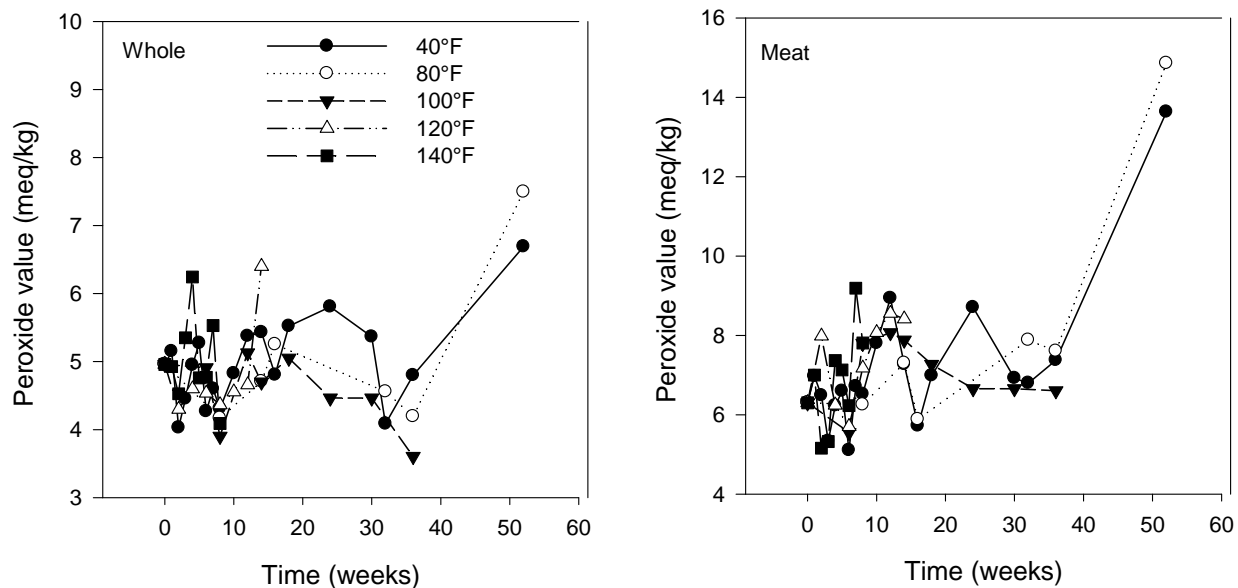 Whole
40°F
80°F
100°F
120°F
140°F
Peroxide value (meq/kg)
10
9
8
7
6
5
4
3
0 10 20 30 40 50 60
Time (weeks)
Meat
Peroxide value (meq/kg)
16
14
12
10
8
6
4
0 10 20 30 40 50 60
Time (weeks)